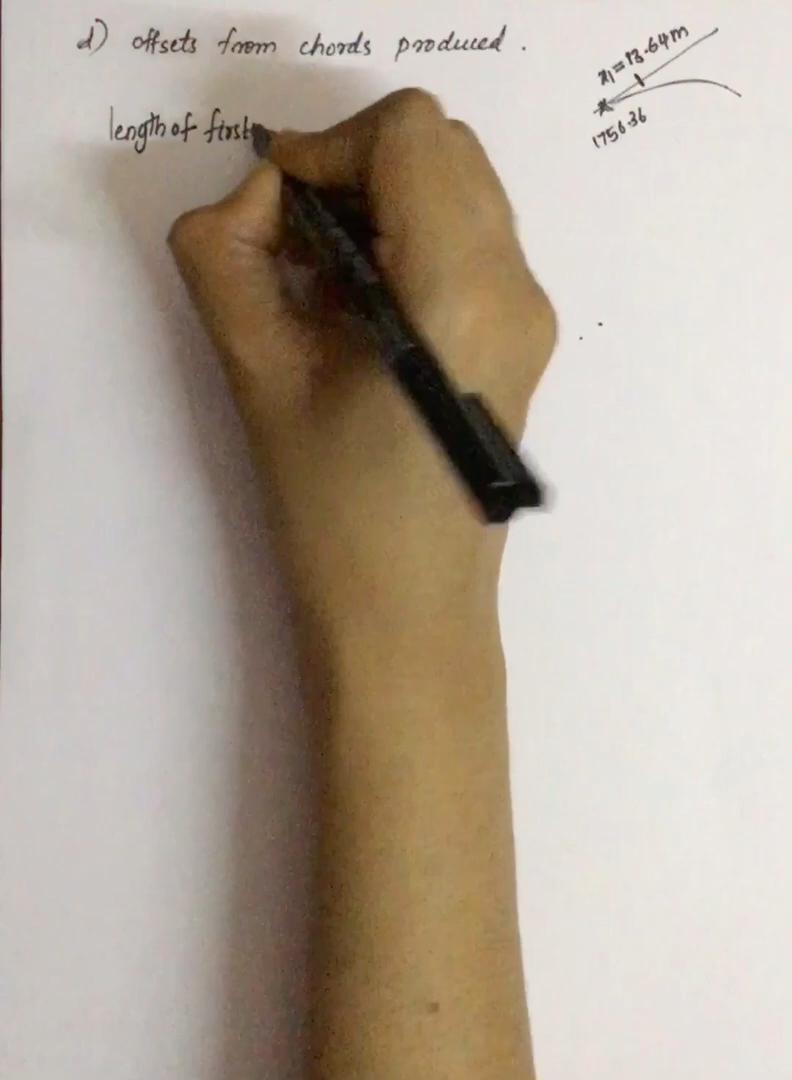 d) offsets from chords produced.
x1=13.64m
1756.36
length of first